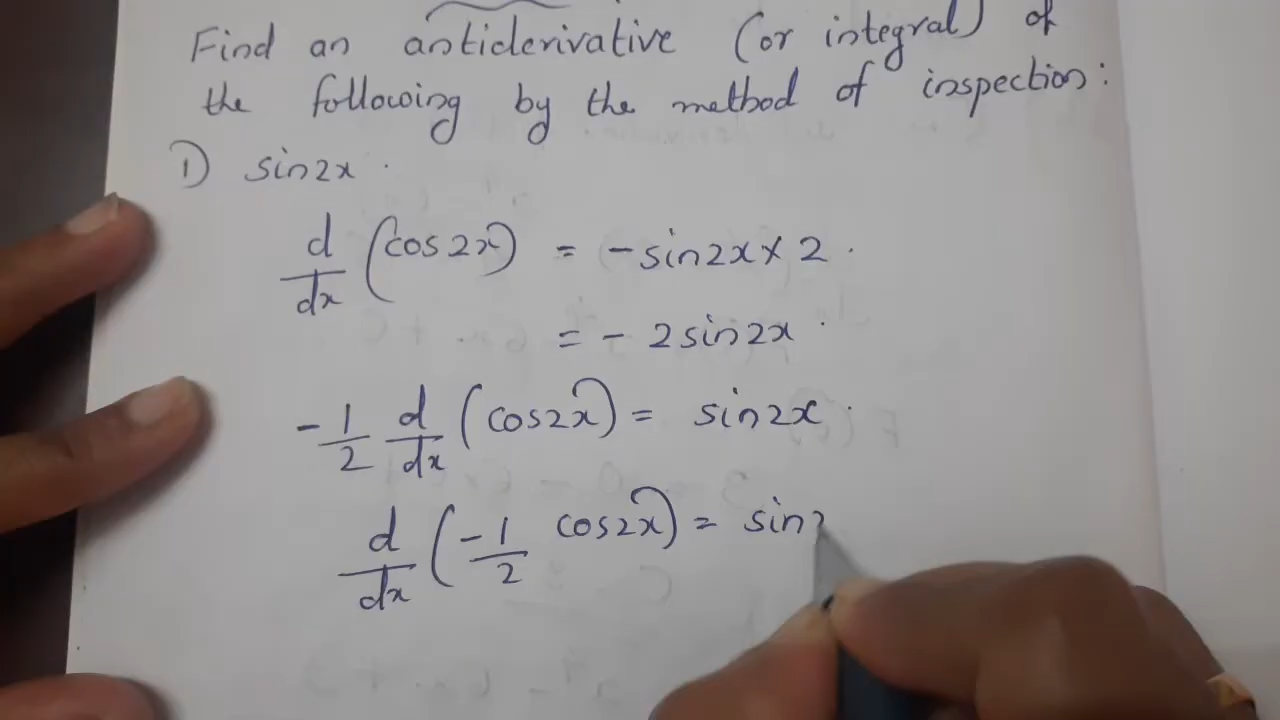 Find an antiderivative (or integral) of
the following by the method of inspection:
1) sin2x.
d/dx (cos2x) = -sin2x × 2.
= - 2sin2x.
-1/2 d/dx (cos2x) = sin2x.
d/dx (-1/2 cos2x) = sin2